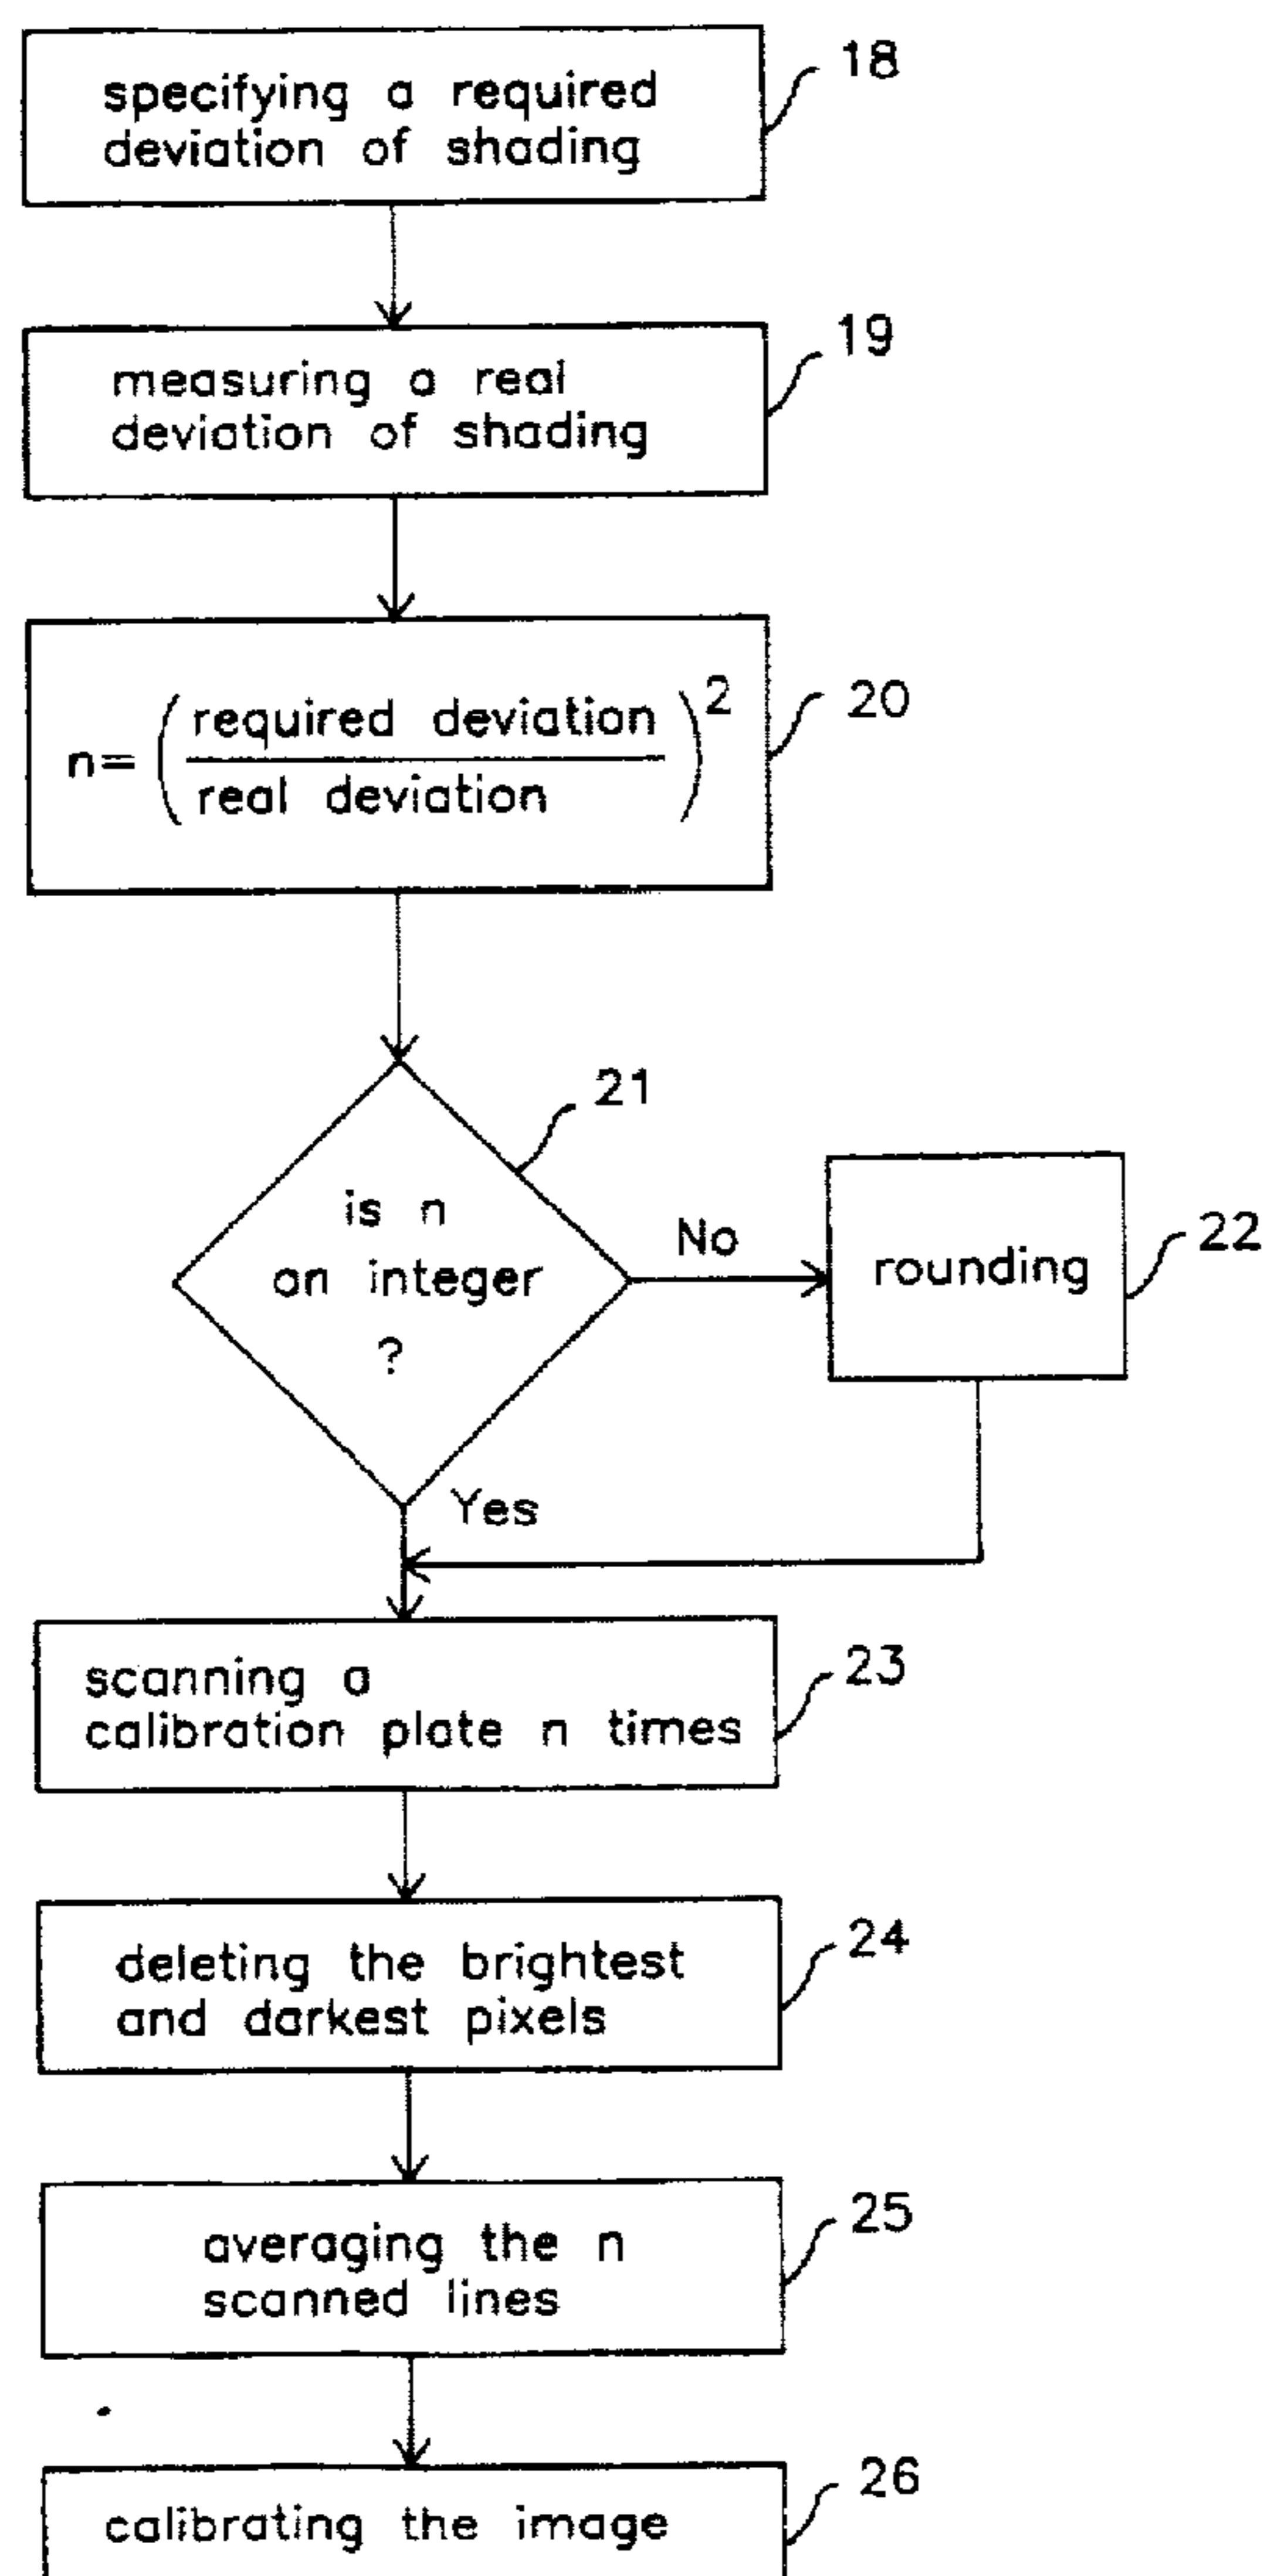 18
specifying a required
deviation of shading
19
measuring a real
deviation of shading
20
n= (required deviation / real deviation)2
21
is n
an integer
?
No
rounding
22
Yes
23
scanning a
calibration plate n times
24
deleting the brightest
and darkest pixels
25
averaging the n
scanned lines
26
calibrating the image